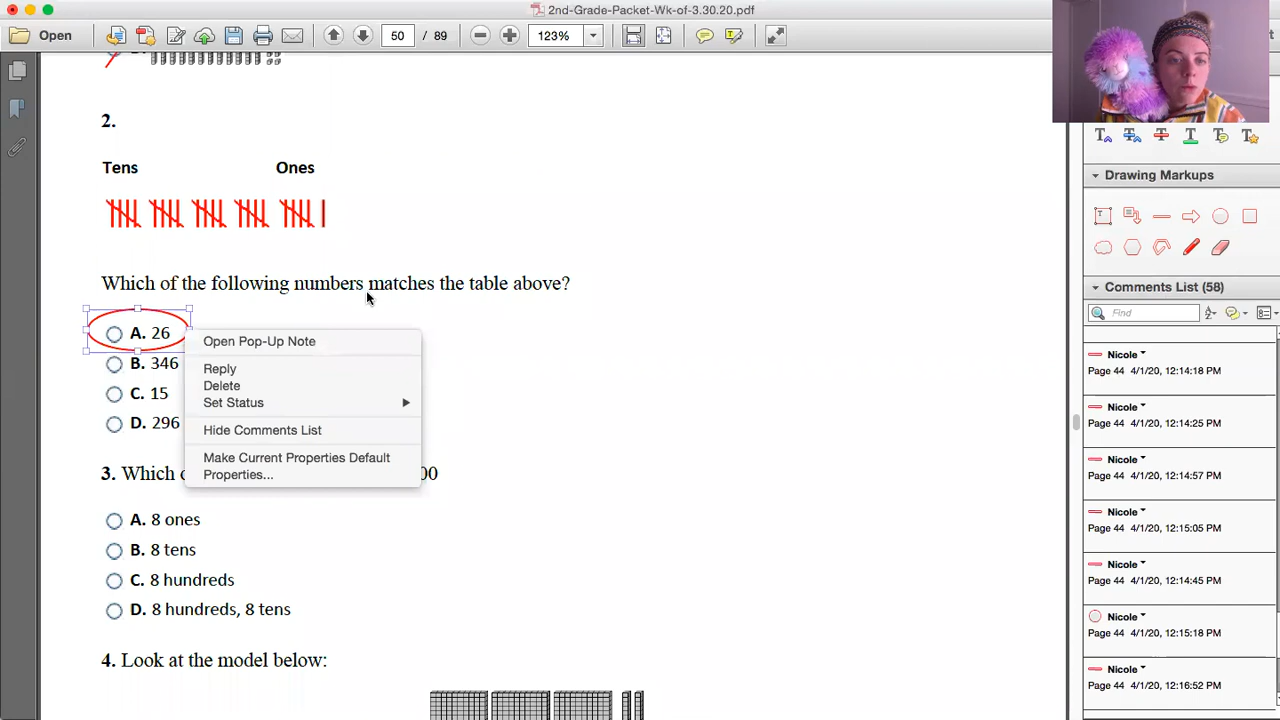 2nd-Grade-Packet-Wk-of-3.30.20.pdf
Open
50 / 89
123%
2.
Tens Ones
Which of the following numbers matches the table above?
A. 26
B. 346
C. 15
D. 296
Open Pop-Up Note
Reply
Delete
Set Status
Hide Comments List
Make Current Properties Default
Properties...
3. Which 00
A. 8 ones
B. 8 tens
C. 8 hundreds
D. 8 hundreds, 8 tens
4. Look at the model below:
Drawing Markups
Comments List (58)
Find
Nicole
Page 44 4/1/20, 12:14:18 PM
Nicole
Page 44 4/1/20, 12:14:25 PM
Nicole
Page 44 4/1/20, 12:14:57 PM
Nicole
Page 44 4/1/20, 12:15:05 PM
Nicole
Page 44 4/1/20, 12:14:45 PM
Nicole
Page 44 4/1/20, 12:15:18 PM
Nicole
Page 44 4/1/20, 12:16:52 PM